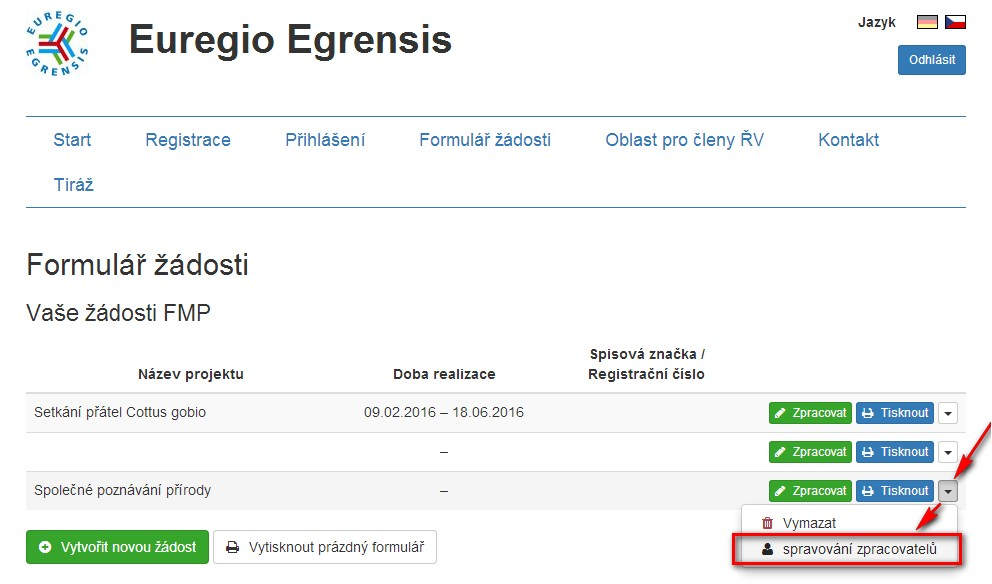 EUREGIO EGRENSIS
Euregio Egrensis
Jazyk
Odhlásit
Start Registrace Přihlášení Formulář žádosti Oblast pro členy ŘV Kontakt
Tiráž
Formulář žádosti
Vaše žádosti FMP
Název projektu Doba realizace Spisová značka /
Registrační číslo
Setkání přátel Cottus gobio 09.02.2016 – 18.06.2016 Zpracovat Tisknout
– Zpracovat Tisknout
Společné poznávání přírody – Zpracovat Tisknout
Vymazat
spravování zpracovatelů
Vytvořit novou žádost Vytisknout prázdný formulář